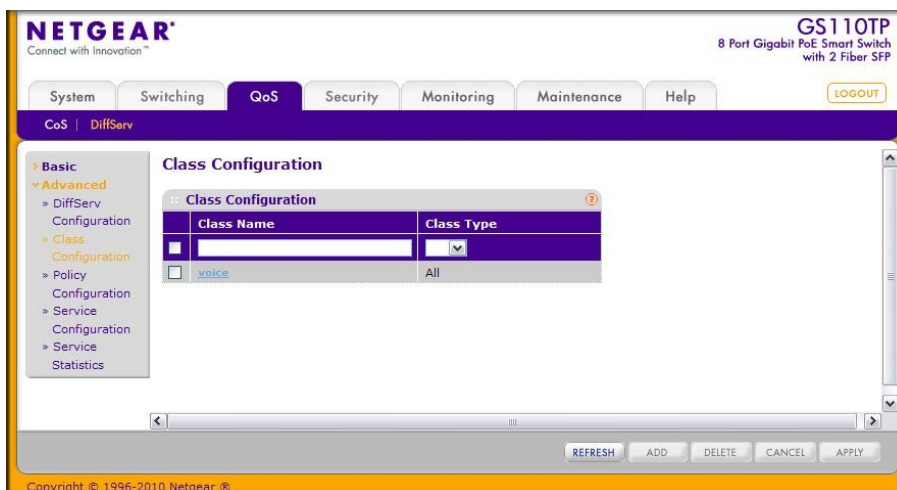 NETGEAR®
Connect with Innovation™
GS110TP
8 Port Gigabit PoE Smart Switch
with 2 Fiber SFP
System Switching QoS Security Monitoring Maintenance Help LOGOUT
CoS | DiffServ
Basic
Advanced
» DiffServ
Configuration
» Class
Configuration
» Policy
Configuration
» Service
Configuration
» Service
Statistics
Class Configuration
Class Configuration ?
Class Name Class Type
voice All
REFRESH ADD DELETE CANCEL APPLY
Copyright © 1996-2010 Netgear ®